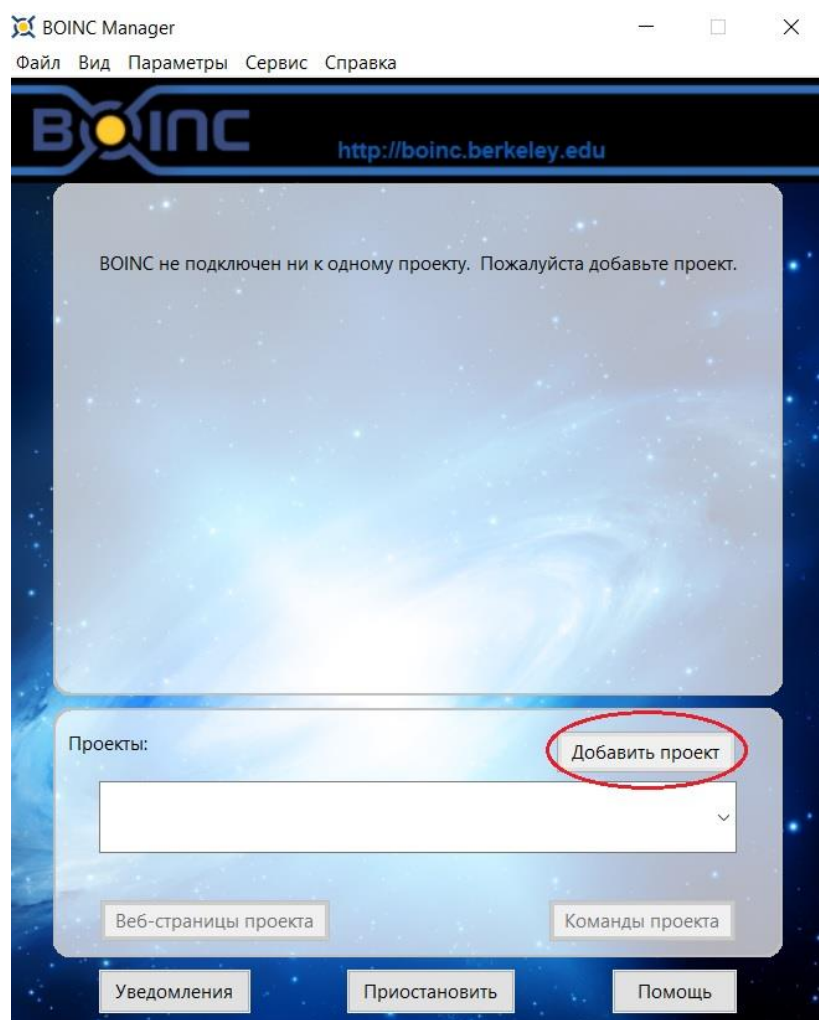 BOINC Manager
Файл Вид Параметры Сервис Справка
BOINC
http://boinc.berkeley.edu
BOINC не подключен ни к одному проекту. Пожалуйста добавьте проект.
Проекты:
Добавить проект
Веб-страницы проекта Команды проекта
Уведомления Приостановить Помощь